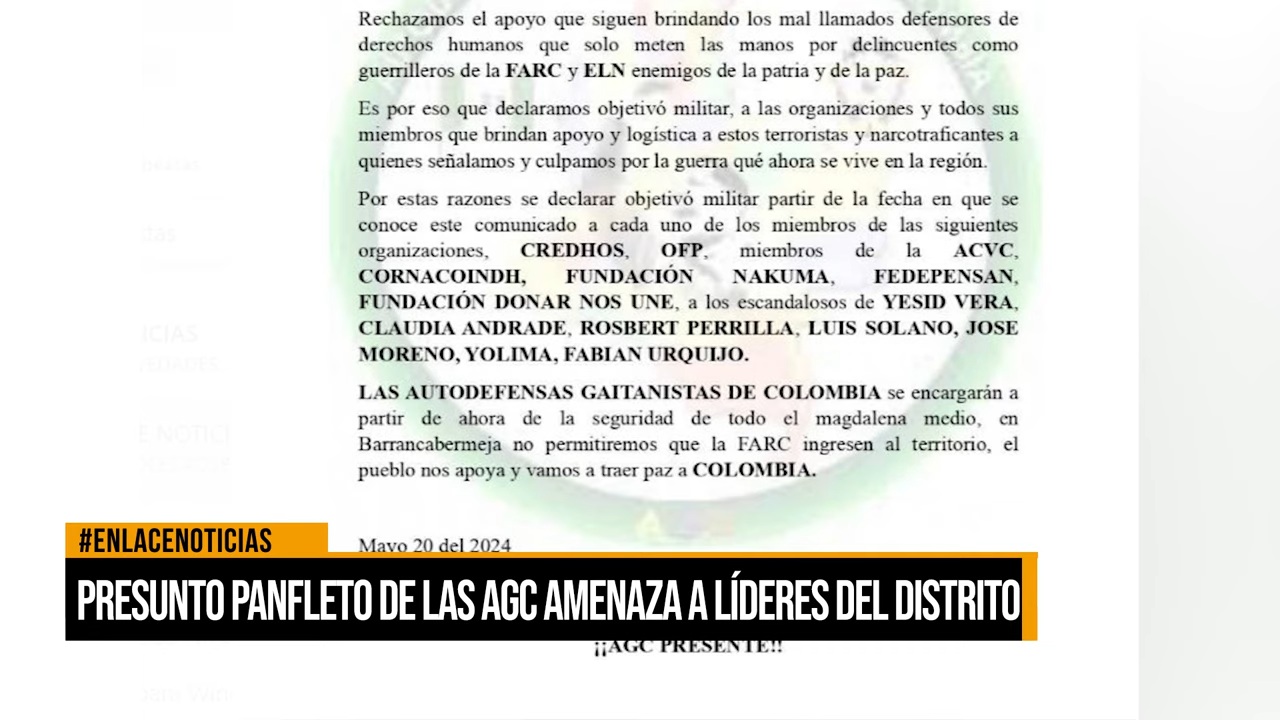 Rechazamos el apoyo que siguen brindando los mal llamados defensores de
derechos humanos que solo meten las manos por delincuentes como
guerrilleros de la FARC y ELN enemigos de la patria y de la paz.
Es por eso que declaramos objetivó militar, a las organizaciones y todos sus
miembros que brindan apoyo y logística a estos terroristas y narcotraficantes a
quienes señalamos y culpamos por la guerra qué ahora se vive en la región.
Por estas razones se declarar objetivó militar partir de la fecha en que se
conoce este comunicado a cada uno de los miembros de las siguientes
organizaciones, CREDHOS, OFP, miembros de la ACVC,
CORNACOINDH, FUNDACIÓN NAKUMA, FEDEPENSAN,
FUNDACIÓN DONAR NOS UNE, a los escandalosos de YESID VERA,
CLAUDIA ANDRADE, ROSBERT PERRILLA, LUIS SOLANO, JOSE
MORENO, YOLIMA, FABIAN URQUIJO.
LAS AUTODEFENSAS GAITANISTAS DE COLOMBIA se encargarán a
partir de ahora de la seguridad de todo el magdalena medio, en
Barrancabermeja no permitiremos que la FARC ingresen al territorio, el
pueblo nos apoya y vamos a traer paz a COLOMBIA.
Mayo 20 del 2024
#ENLACENOTICIAS
PRESUNTO PANFLETO DE LAS AGC AMENAZA A LÍDERES DEL DISTRITO
¡¡AGC PRESENTE!!